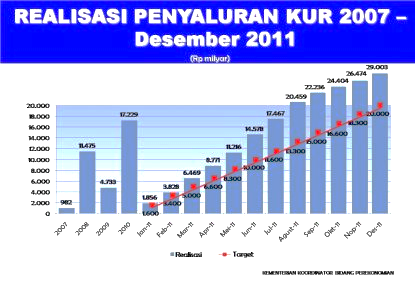 REALISASI PENYALURAN KUR 2007 –
Desember 2011
(Rp milyar)
29.003
26.474
24.404
22.736
20.459
17.467
17.229
14.578
11.475
11.216
8.771
6.469
4.733
3.828
1.856
982
20.000
18.000
16.000
14.000
12.000
10.000
8.000
6.000
4.000
2.000
0
1.600
3.400
5.000
6.600
8.300
10.000
11.600
13.300
15.000
16.600
18.300
20.000
2007
2008
2009
2010
Jan-11
Feb-11
Mar-11
Apr-11
Mei-11
Jun-11
Jul-11
Agust-11
Sep-11
Okt-11
Nop-11
Des-11
Realisasi
Target
KEMENTERIAN KOORDINATOR BIDANG PEREKONOMIAN